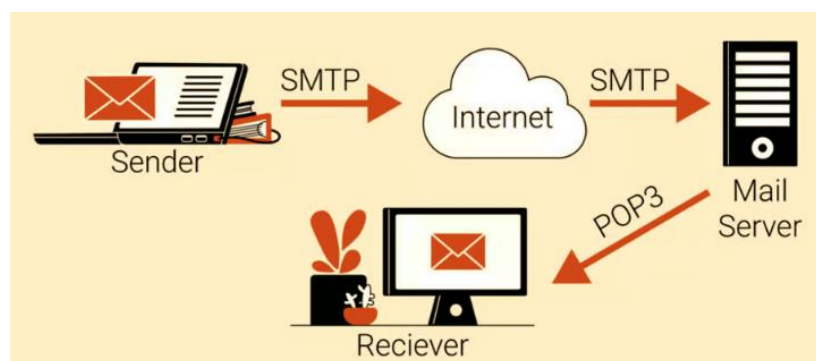 SMTP
SMTP
Internet
Sender
Mail
Server
POP3
Reciever